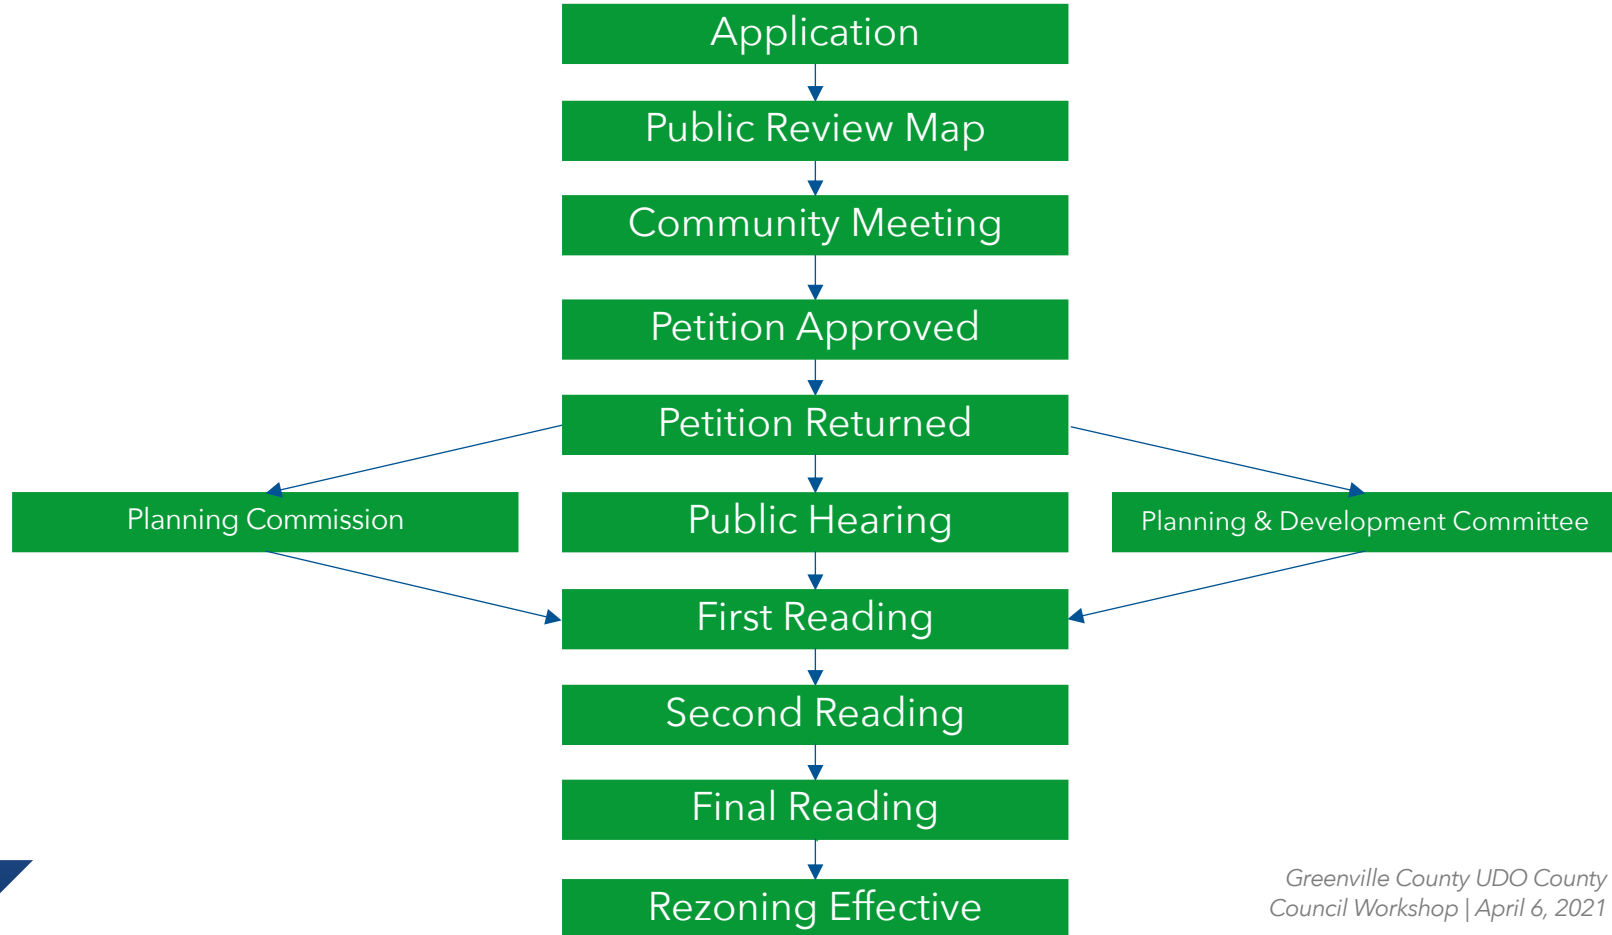 Application
Public Review Map
Community Meeting
Petition Approved
Petition Returned
Planning Commission
Public Hearing
Planning & Development Committee
First Reading
Second Reading
Final Reading
Rezoning Effective
Greenville County UDO County
Council Workshop | April 6, 2021